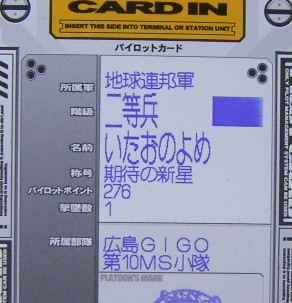 CARD IN
INSERT THIS SIDE INTO TERMINAL OR STATION UNIT
パイロットカード
所属軍 地球連邦軍
階級 二等兵
名前 いたおのよめ
称号 期待の新星
パイロットポイント 276
撃墜数 1
所属部隊 広島GIGO
第10MS小隊
PLATOON'S MARK